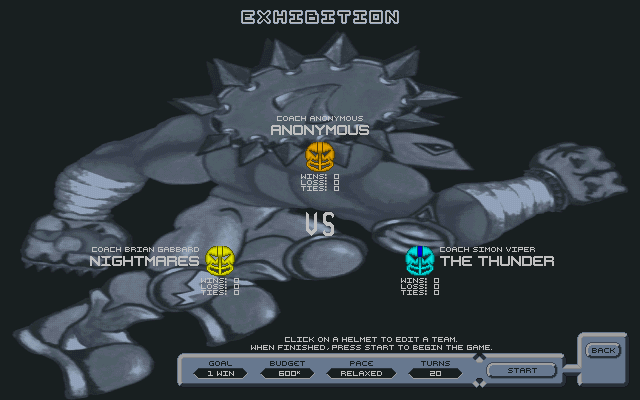 EXHIBITION
COACH ANONYMOUS
ANONYMOUS
WINS: 0
LOSS: 0
TIES: 0
VS
COACH BRIAN GABBARD
NIGHTMARES
WINS: 0
LOSS: 0
TIES: 0
COACH SIMON VIPER
THE THUNDER
WINS: 0
LOSS: 0
TIES: 0
CLICK ON A HELMET TO EDIT A TEAM.
WHEN FINISHED, PRESS START TO BEGIN THE GAME.
GOAL BUDGET PACE TURNS
1 WIN 600K RELAXED 20
START
BACK